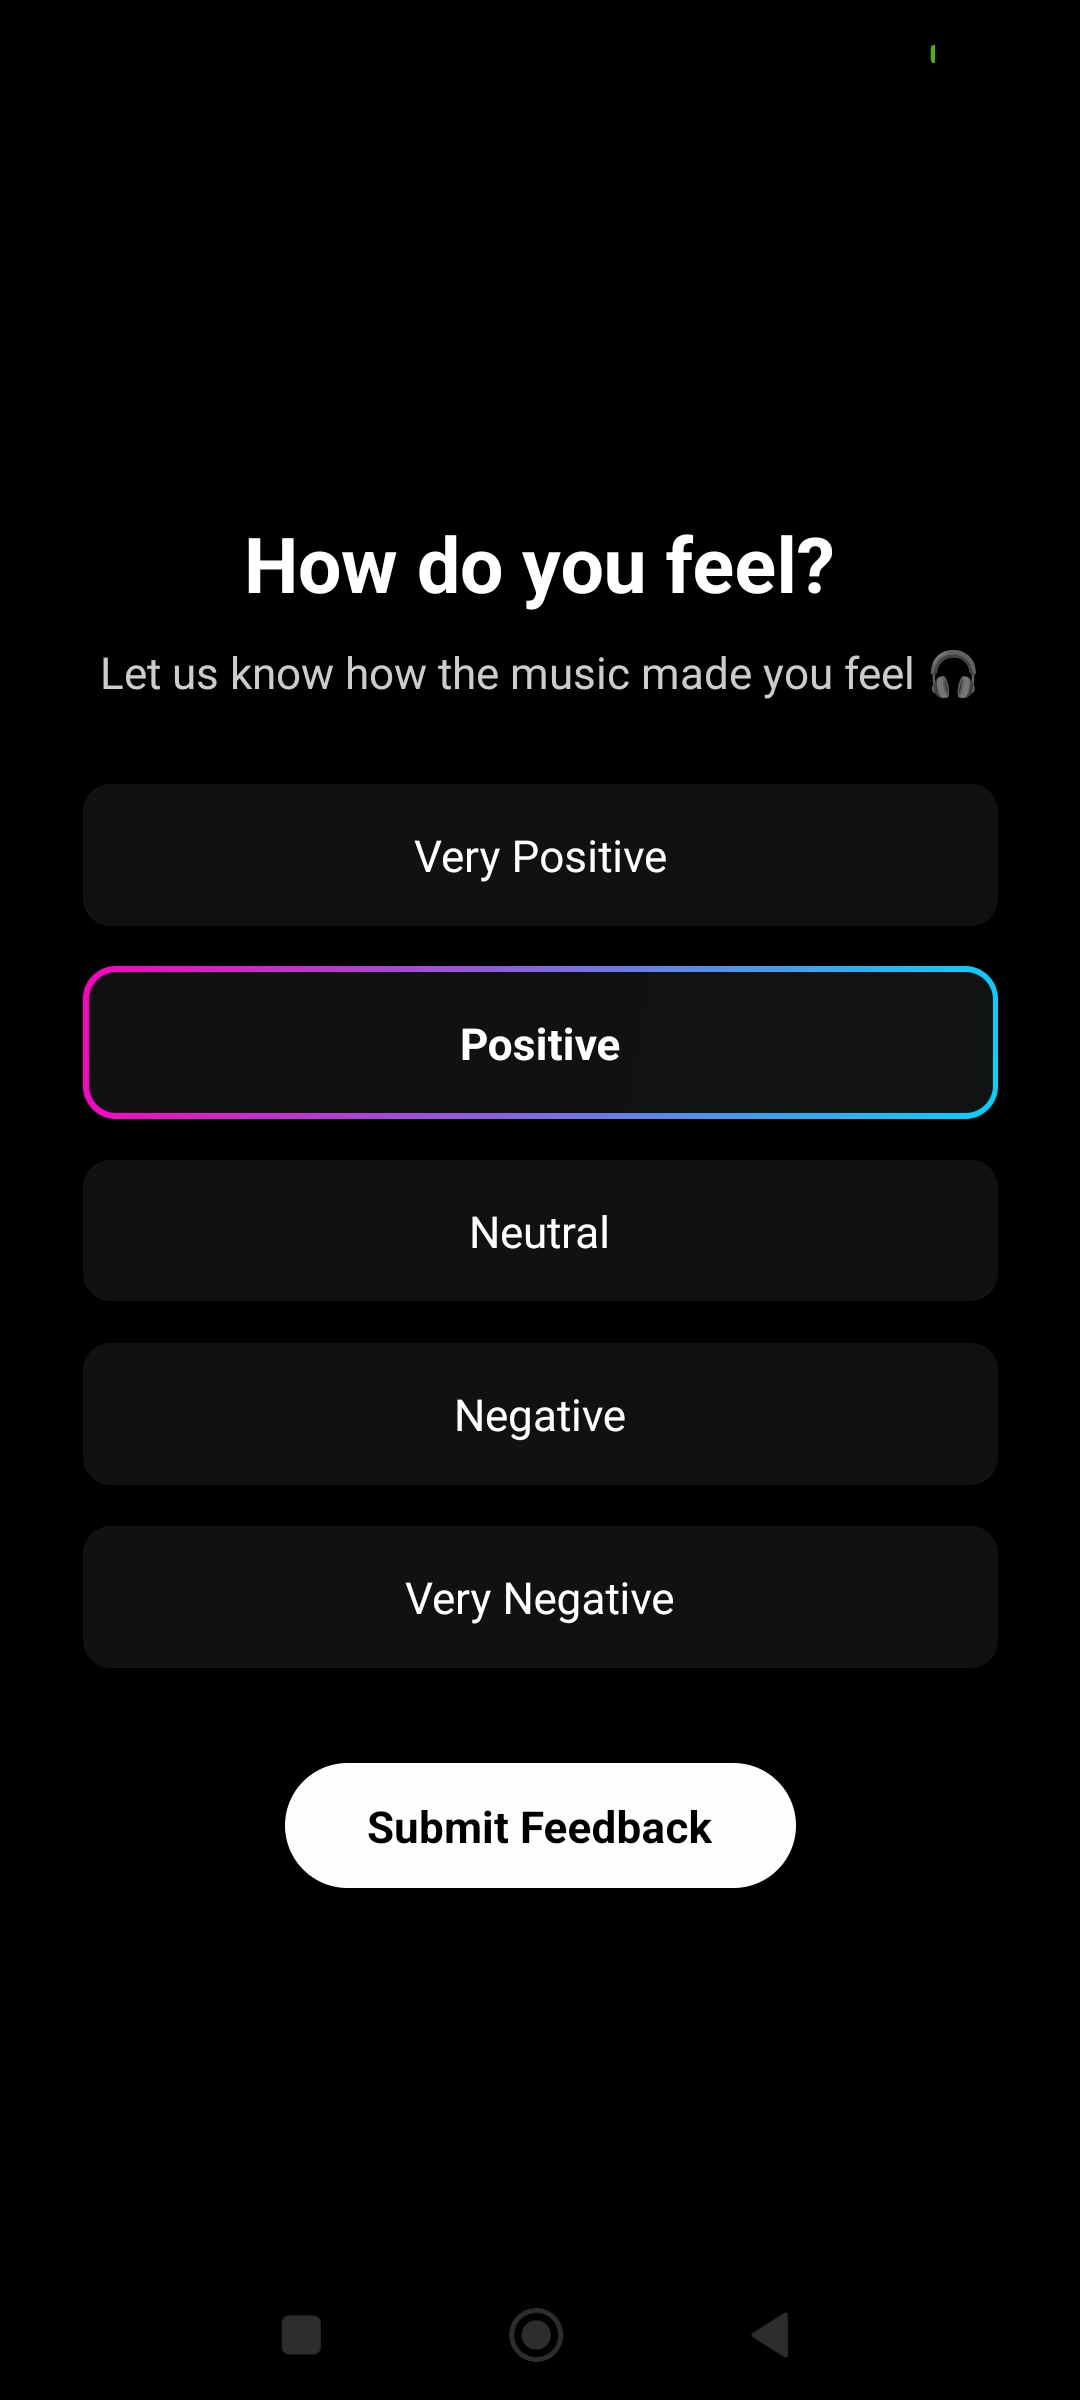 How do you feel?
Let us know how the music made you feel 🎧
Very Positive
Positive
Neutral
Negative
Very Negative
Submit Feedback